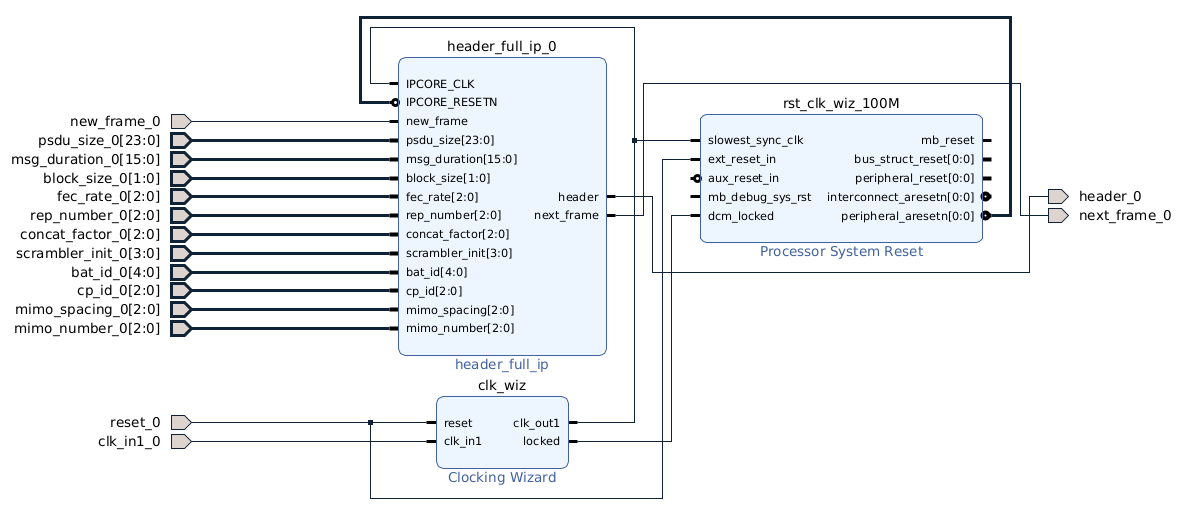 header_full_ip_0
IPCORE_CLK
IPCORE_RESETN
new_frame
psdu_size[23:0]
msg_duration[15:0]
block_size[1:0]
fec_rate[2:0]
rep_number[2:0]
concat_factor[2:0]
scrambler_init[3:0]
bat_id[4:0]
cp_id[2:0]
mimo_spacing[2:0]
mimo_number[2:0]
header
next_frame
header_full_ip
new_frame_0
psdu_size_0[23:0]
msg_duration_0[15:0]
block_size_0[1:0]
fec_rate_0[2:0]
rep_number_0[2:0]
concat_factor_0[2:0]
scrambler_init_0[3:0]
bat_id_0[4:0]
cp_id_0[2:0]
mimo_spacing_0[2:0]
mimo_number_0[2:0]
reset_0
clk_in1_0
clk_wiz
reset
clk_in1
clk_out1
locked
Clocking Wizard
rst_clk_wiz_100M
slowest_sync_clk
ext_reset_in
aux_reset_in
mb_debug_sys_rst
dcm_locked
mb_reset
bus_struct_reset[0:0]
peripheral_reset[0:0]
interconnect_aresetn[0:0]
peripheral_aresetn[0:0]
Processor System Reset
header_0
next_frame_0